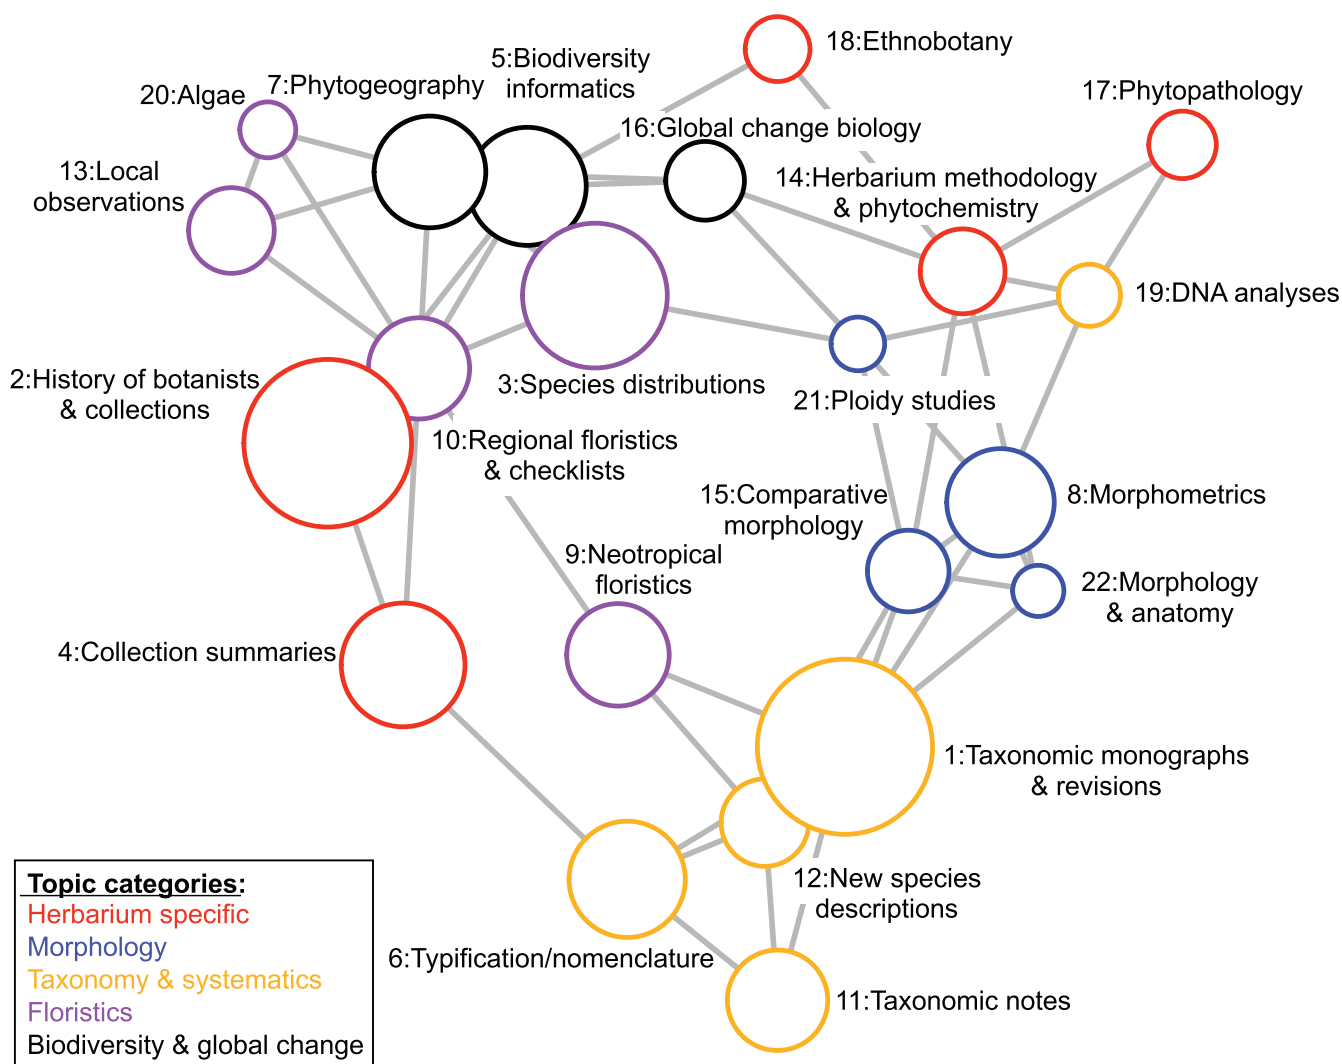 18:Ethnobotany
5:Biodiversity
informatics
7:Phytogeography
20:Algae
17:Phytopathology
16:Global change biology
13:Local
observations
14:Herbarium methodology
& phytochemistry
19:DNA analyses
2:History of botanists
& collections
3:Species distributions
21:Ploidy studies
10:Regional floristics
& checklists
15:Comparative
morphology
8:Morphometrics
9:Neotropical
floristics
22:Morphology
& anatomy
4:Collection summaries
1:Taxonomic monographs
& revisions
12:New species
descriptions
6:Typification/nomenclature
11:Taxonomic notes
Topic categories:
Herbarium specific
Morphology
Taxonomy & systematics
Floristics
Biodiversity & global change